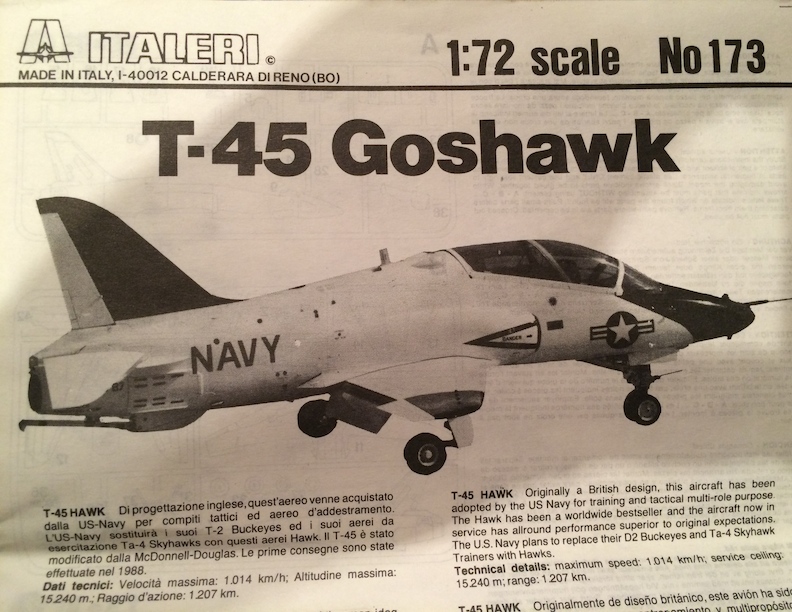 ITALERI ©
MADE IN ITALY, I-40012 CALDERARA DI RENO (BO)
1:72 scale No 173
T-45 Goshawk
NAVY
DANGER
T-45 HAWK Di progettazione inglese, quest'aereo venne acquistato
dalla US-Navy per compiti tattici ed aereo d'addestramento.
L'US-Navy sostituirà i suoi T-2 Buckeyes ed i suoi aerei da
esercitazione Ta-4 Skyhawks con questi aerei Hawk. Il T-45 è stato
modificato dalla McDonnell-Douglas. Le prime consegne sono state
effettuate nel 1988.
Dati tecnici: Velocità massima: 1.014 km/h; Altitudine massima:
15.240 m.; Raggio d'azione: 1.207 km.
T-45 HAWK Originally a British design, this aircraft has been
adopted by the US Navy for training and tactical multi-role purpose.
The Hawk has been a worldwide bestseller and the aircraft now in
service has allround performance superior to original expectations.
The U.S. Navy plans to replace their D2 Buckeyes and Ta-4 Skyhawk
Trainers with Hawks.
Technical details: maximum speed: 1.014 km/h; service ceiling:
15.240 m; range: 1.207 km.
T-45 HAWK Originalmente de diseño británico, este avión ha sido